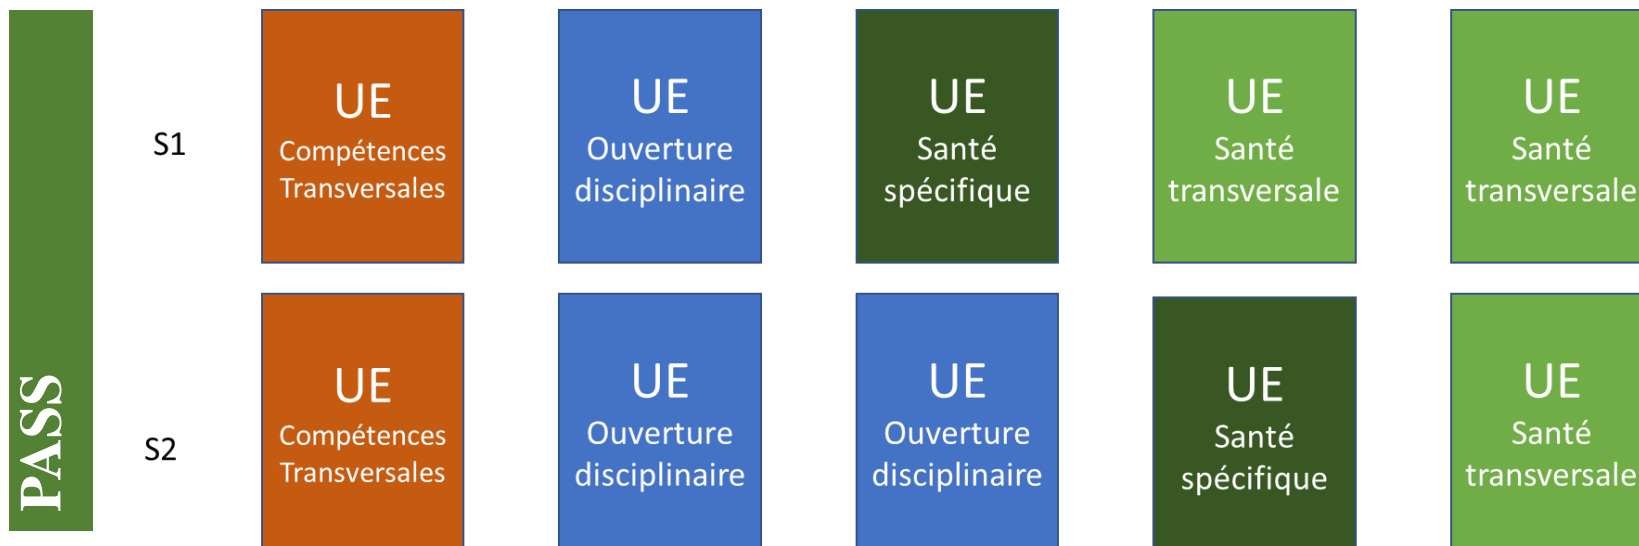 PASS
S1
UE
Compétences
Transversales
UE
Ouverture
disciplinaire
UE
Santé
spécifique
UE
Santé
transversale
UE
Santé
transversale
S2
UE
Compétences
Transversales
UE
Ouverture
disciplinaire
UE
Ouverture
disciplinaire
UE
Santé
spécifique
UE
Santé
transversale